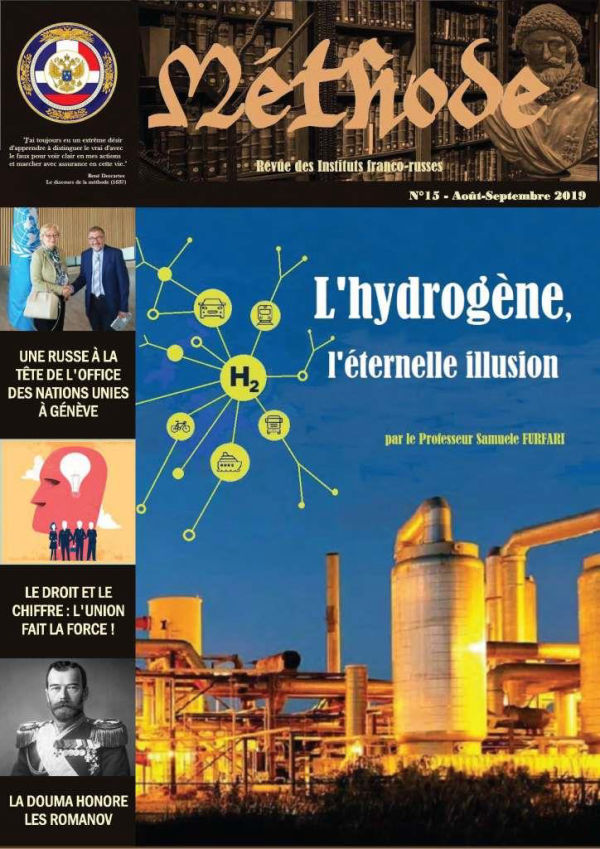 Méthode
Revue des Instituts franco-russes
"J'ai toujours eu un extrême désir
d'apprendre à distinguer le vrai d'avec
le faux pour voir clair en mes actions
et marcher avec assurance en cette vie."
René Descartes
Le discours de la méthode (1637)
N°15 - Août-Septembre 2019
UNE RUSSE À LA
TÊTE DE L'OFFICE
DES NATIONS UNIES
À GENÈVE
LE DROIT ET LE
CHIFFRE : L'UNION
FAIT LA FORCE !
LA DOUMA HONORE
LES ROMANOV
L'hydrogène,
l'éternelle illusion
par le Professeur Samuele FURFARI
H2